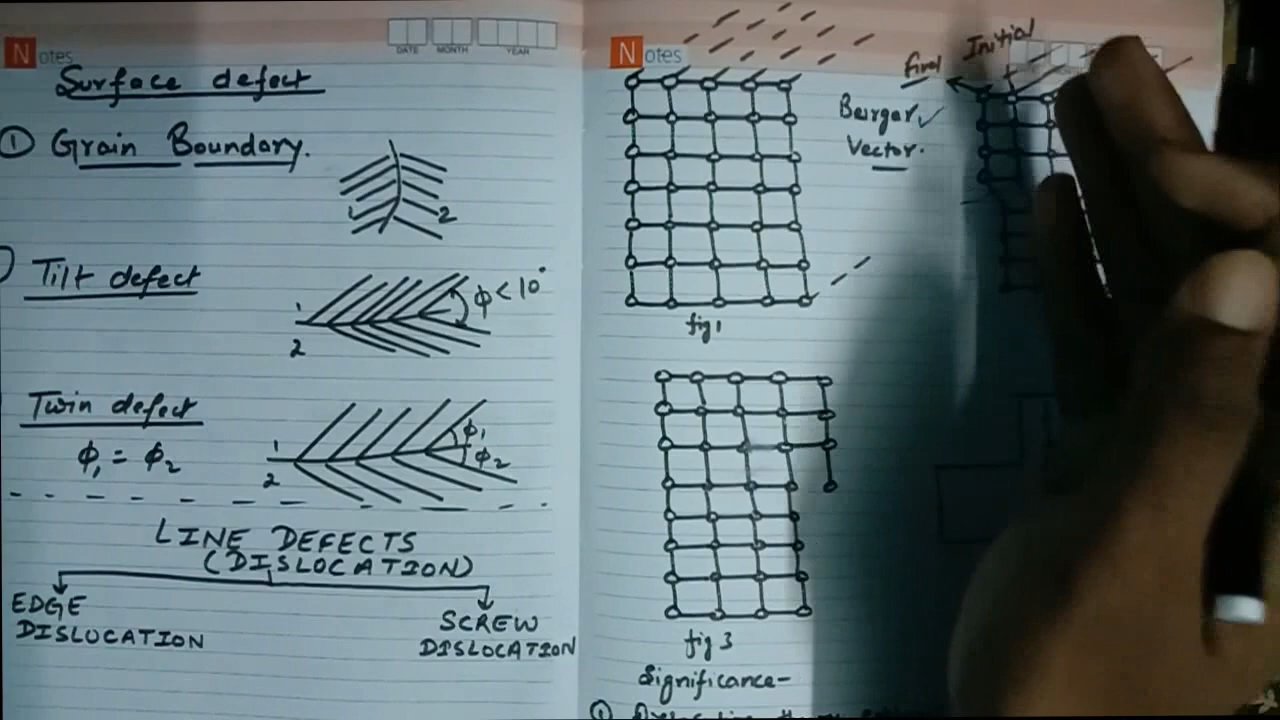 Notes
DATE MONTH YEAR
Surface defect
① Grain Boundary.
1 2
Tilt defect
ϕ < 10°
1
2
Twin defect
ϕ₁ = ϕ₂
1
2
ϕ₁
ϕ₂
LINE DEFECTS
(DISLOCATION)
EDGE
DISLOCATION
SCREW
DISLOCATION
Notes
fig 1
Burger
Vector.
Final
Initial
fig 3
Significance-